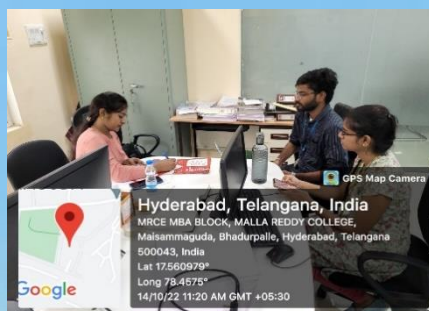 GPS Map Camera
Hyderabad, Telangana, India
MRCE MBA BLOCK, MALLA REDDY COLLEGE,
Maisammaguda, Bhadurpalle, Hyderabad, Telangana
500043, India
Lat 17.560979°
Long 78.4575°
14/10/22 11:20 AM GMT +05:30
Google